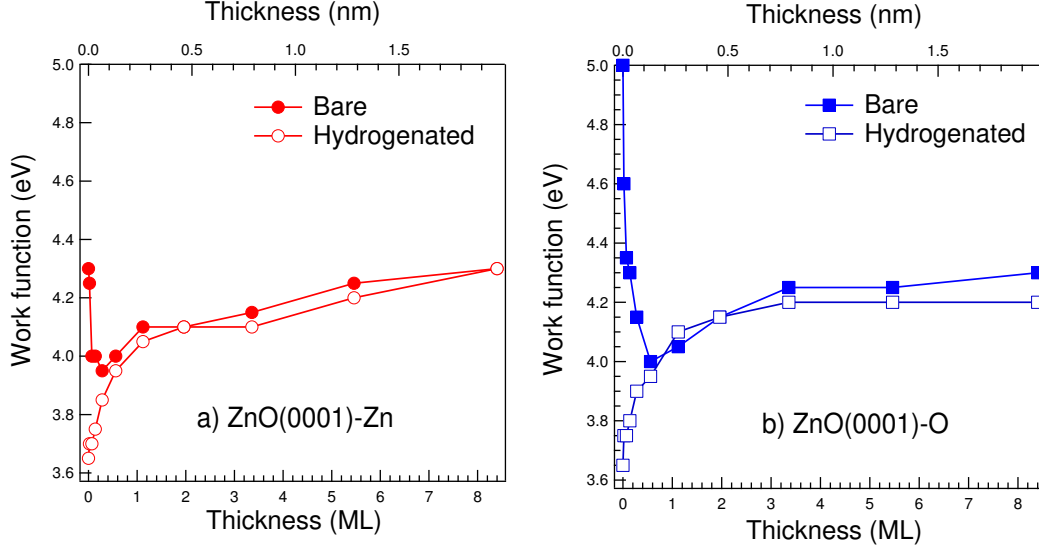 Thickness (nm)
0.0 0.5 1.0 1.5
5.0
4.8
4.6
4.4
4.2
4.0
3.8
3.6
Work function (eV)
Bare
Hydrogenated
a) ZnO(0001)-Zn
0 1 2 3 4 5 6 7 8
Thickness (ML)
Thickness (nm)
0.0 0.5 1.0 1.5
5.0
4.8
4.6
4.4
4.2
4.0
3.8
3.6
Work function (eV)
Bare
Hydrogenated
b) ZnO(0001)-O
0 1 2 3 4 5 6 7 8
Thickness (ML)